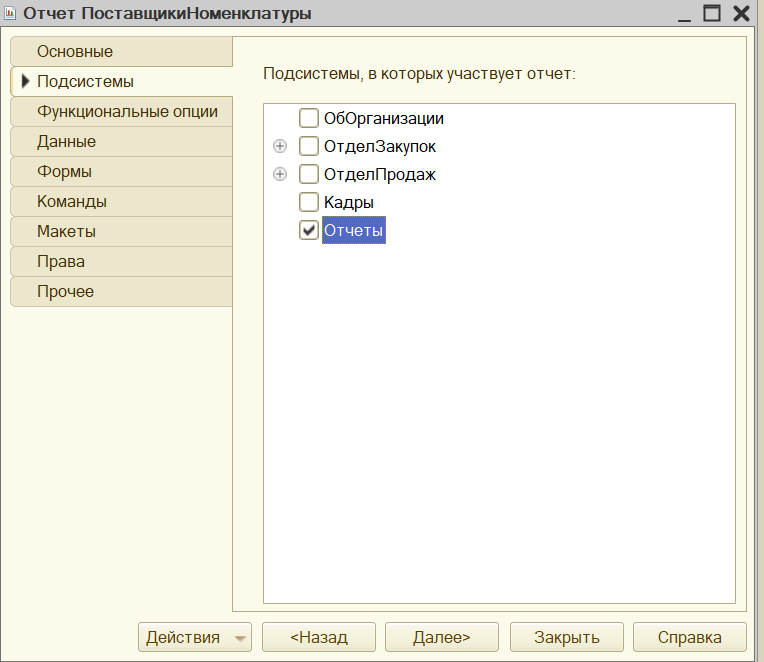 Отчет ПоставщикиНоменклатуры
Основные
Подсистемы
Функциональные опции
Данные
Формы
Команды
Макеты
Права
Прочее
Подсистемы, в которых участвует отчет:
ОбОрганизации
ОтделЗакупок
ОтделПродаж
Кадры
Отчеты
Действия
<Назад
Далее>
Закрыть
Справка